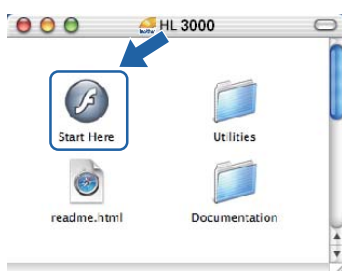 HL 3000
Start Here
Utilities
readme.html
Documentation